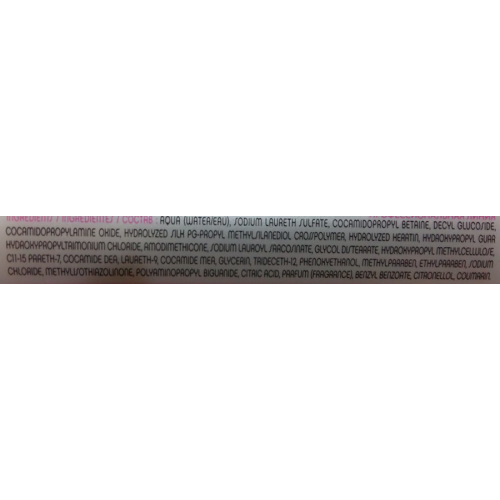 INGREDIENTS / INGREDIENTES / СОСТАВ : AQUA (WATER/EAU), SODIUM LAURETH SULFATE, COCAMIDOPROPYL BETAINE, DECYL GLUCOSIDE,
COCAMIDOPROPYLAMINE OXIDE, HYDROLYZED SILK PG-PROPYL METHYLSILANEDIOL CROSSPOLYMER, HYDROLYZED KERATIN, HYDROXYPROPYL GUAR
HYDROXYPROPYLTRIMONIUM CHLORIDE, AMODIMETHICONE, SODIUM LAUROYL SARCOSINATE, GLYCOL DISTEARATE, HYDROXYPROPYL METHYLCELLULOSE,
C11-15 PARETH-7, COCAMIDE DEA, LAURETH-9, COCAMIDE MEA, GLYCERIN, TRIDECETH-12, PHENOXYETHANOL, METHYLPARABEN, ETHYLPARABEN, SODIUM
CHLORIDE, METHYLISOTHIAZOLINONE, POLYAMINOPROPYL BIGUANIDE, CITRIC ACID, PARFUM (FRAGRANCE), BENZYL BENZOATE, CITRONELLOL, COUMARIN.